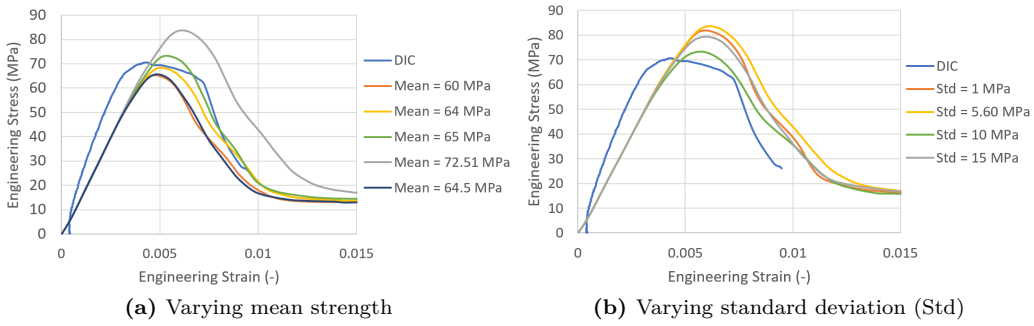 Engineering Stress (MPa)
90
80
70
60
50
40
30
20
10
0
0 0.005 0.01 0.015
Engineering Strain (-)
DIC
Mean = 60 MPa
Mean = 64 MPa
Mean = 65 MPa
Mean = 72.51 MPa
Mean = 64.5 MPa
(a) Varying mean strength
Engineering Stress (MPa)
90
80
70
60
50
40
30
20
10
0
0 0.005 0.01 0.015
Engineering Strain (-)
DIC
Std = 1 MPa
Std = 5.60 MPa
Std = 10 MPa
Std = 15 MPa
(b) Varying standard deviation (Std)